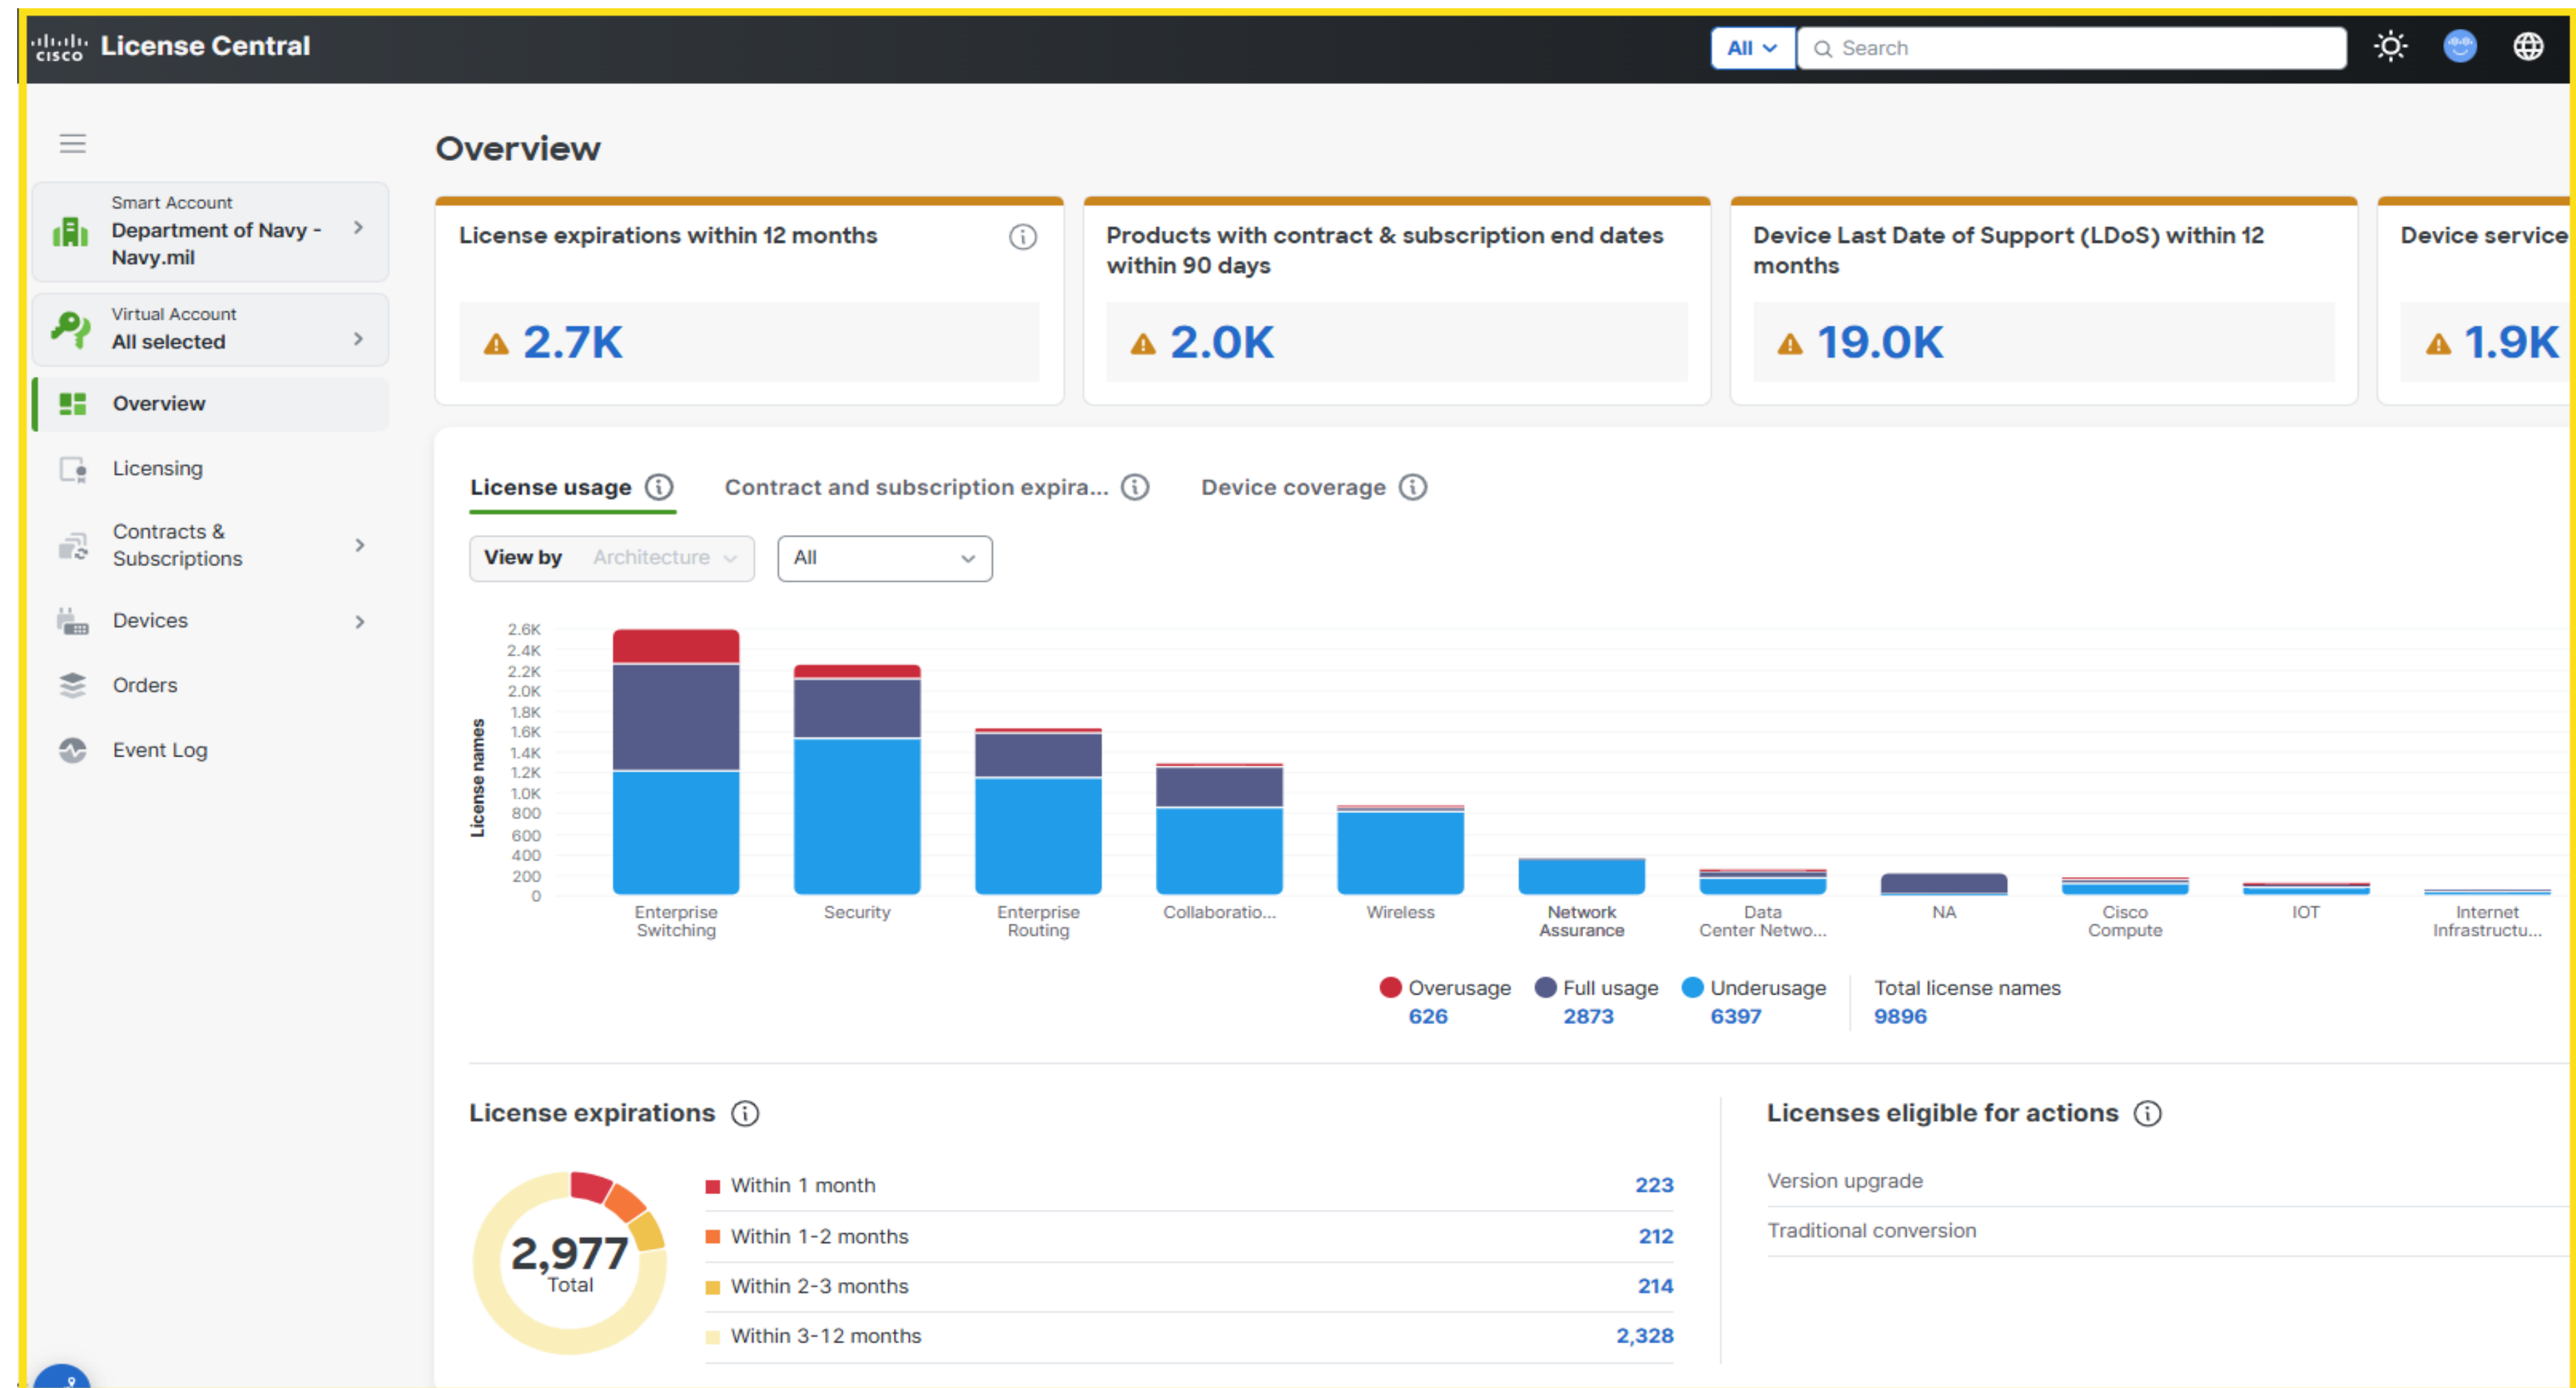 CISCO License Central
All
Search
Overview
Smart Account
Department of Navy -
Navy.mil
Virtual Account
All selected
Overview
Licensing
Contracts &
Subscriptions
Devices
Orders
Event Log
License expirations within 12 months
2.7K
Products with contract & subscription end dates
within 90 days
2.0K
Device Last Date of Support (LDoS) within 12
months
19.0K
Device service
1.9K
License usage
Contract and subscription expira...
Device coverage
View by Architecture
All
License names
2.6K
2.4K
2.2K
2.0K
1.8K
1.6K
1.4K
1.2K
1.0K
800
600
400
200
0
Enterprise
Switching
Security
Enterprise
Routing
Collaboratio...
Wireless
Network
Assurance
Data
Center Netwo...
NA
Cisco
Compute
IOT
Internet
Infrastructu...
Overusage
626
Full usage
2873
Underusage
6397
Total license names
9896
License expirations
2,977
Total
Within 1 month 223
Within 1-2 months 212
Within 2-3 months 214
Within 3-12 months 2,328
Licenses eligible for actions
Version upgrade
Traditional conversion